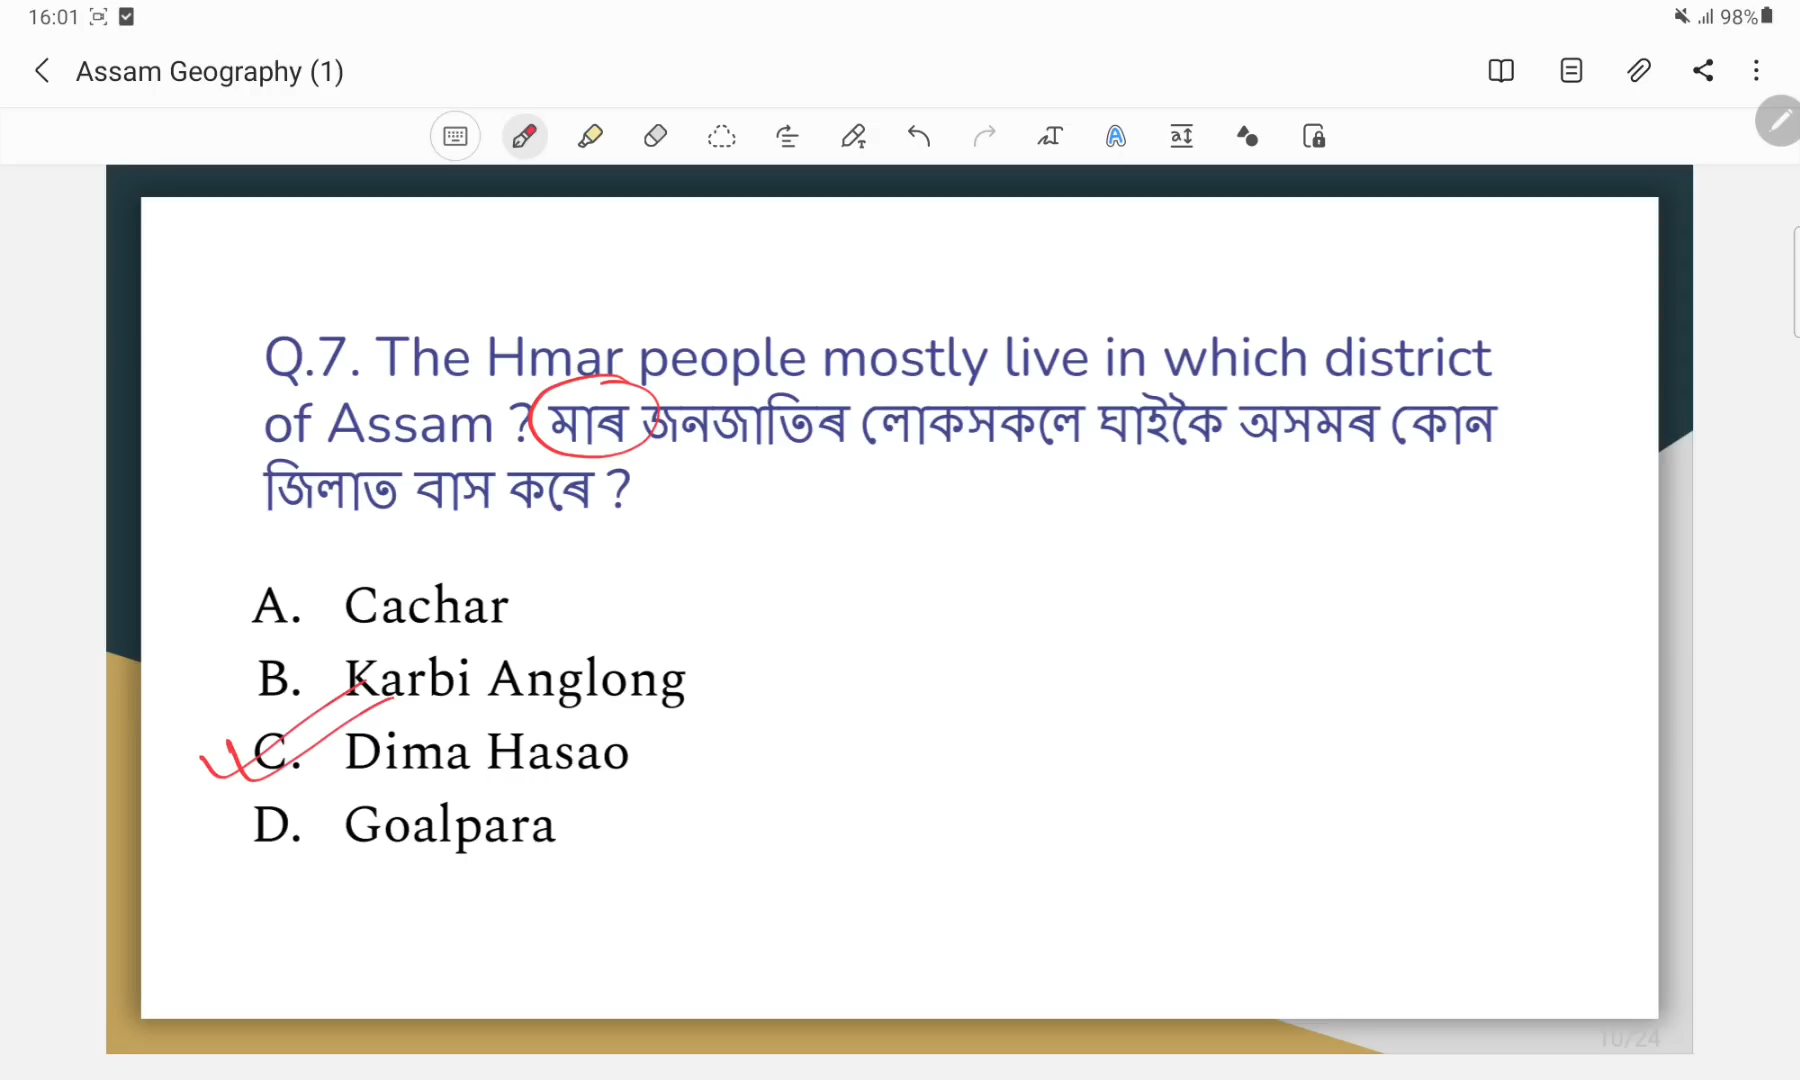 16:01
98%
Assam Geography (1)
Q.7. The Hmar people mostly live in which district
of Assam ? মাৰ জনজাতিৰ লোকসকলে ঘাইকৈ অসমৰ কোন
জিলাত বাস কৰে ?
A. Cachar
B. Karbi Anglong
C. Dima Hasao
D. Goalpara
10/24